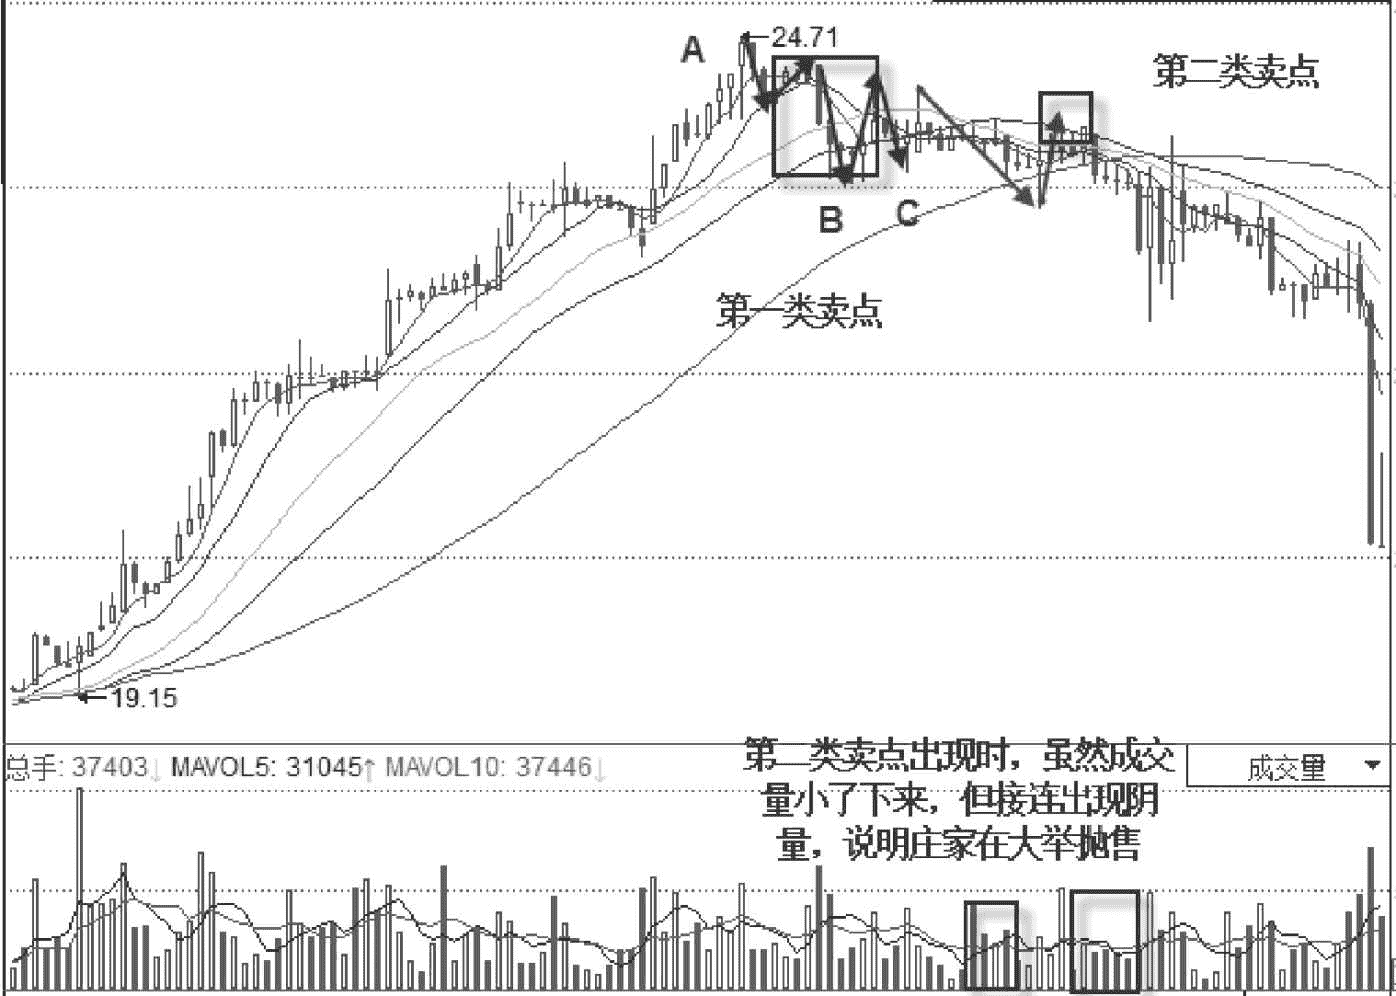 A
24.71
第二类卖点
B
C
第一类卖点
19.15
总手: 37403↓ MAVOL5: 31045↑ MAVOL10: 37446↓
成交量
第二类卖点出现时，虽然成交
量小了下来，但接连出现阴
量，说明庄家在大举抛售